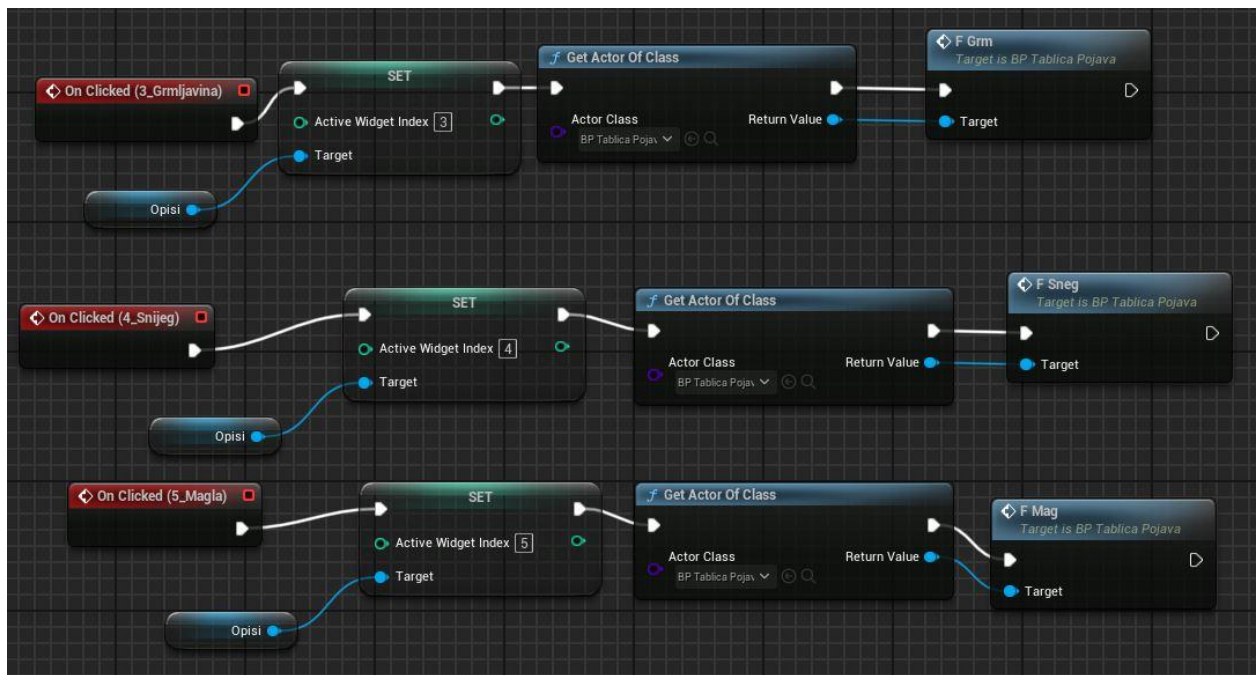 On Clicked (3_Grmljavina)
SET
Active Widget Index 3
Target
Opisi
Get Actor Of Class
Actor Class
BP Tablica Pojav
Return Value
F Grm
Target is BP Tablica Pojava
Target
On Clicked (4_Snijeg)
SET
Active Widget Index 4
Target
Opisi
Get Actor Of Class
Actor Class
BP Tablica Pojav
Return Value
F Sneg
Target is BP Tablica Pojava
Target
On Clicked (5_Magla)
SET
Active Widget Index 5
Target
Opisi
Get Actor Of Class
Actor Class
BP Tablica Pojav
Return Value
F Mag
Target is BP Tablica Pojava
Target